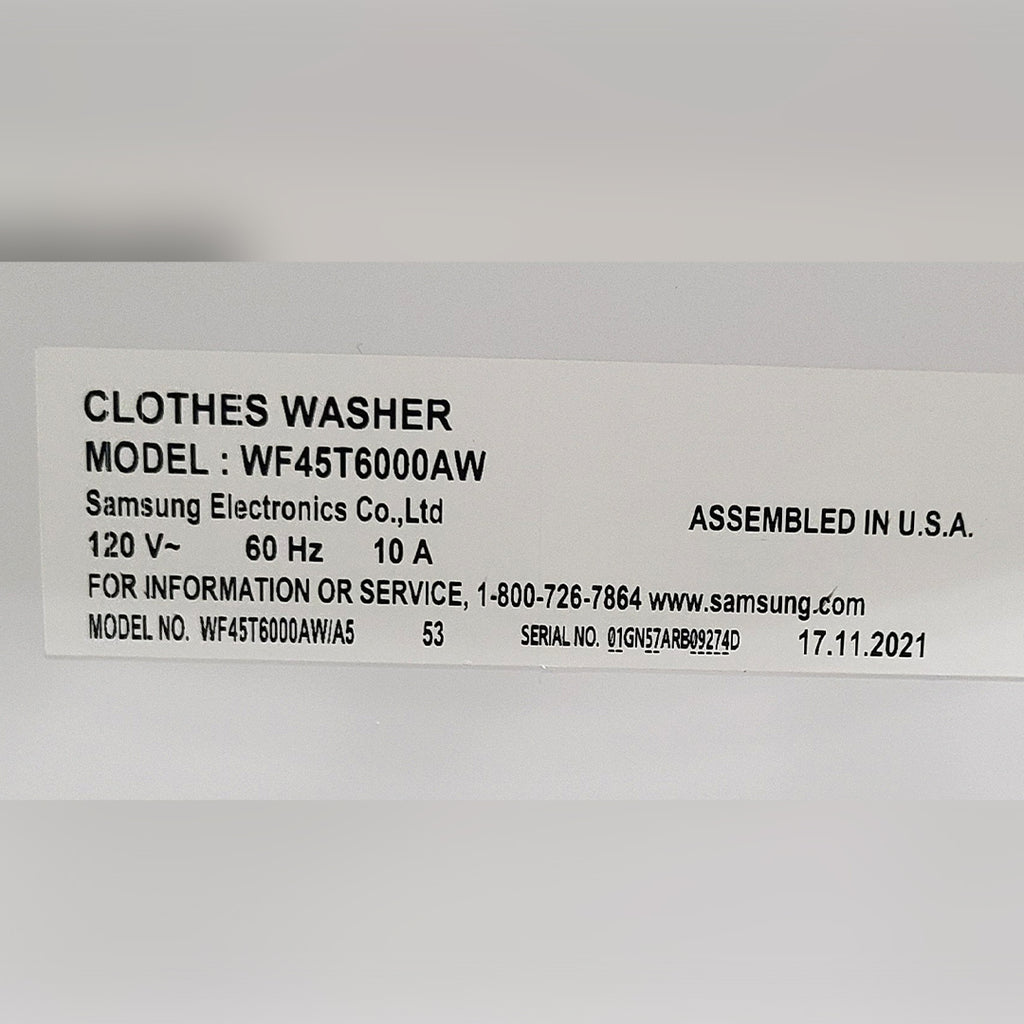 CLOTHES WASHER
MODEL : WF45T6000AW
Samsung Electronics Co.,Ltd
ASSEMBLED IN U.S.A.
120 V~ 60 Hz 10 A
FOR INFORMATION OR SERVICE, 1-800-726-7864 www.samsung.com
MODEL NO. WF45T6000AW/A5 53 SERIAL NO. 01GN57ARB09274D 17.11.2021